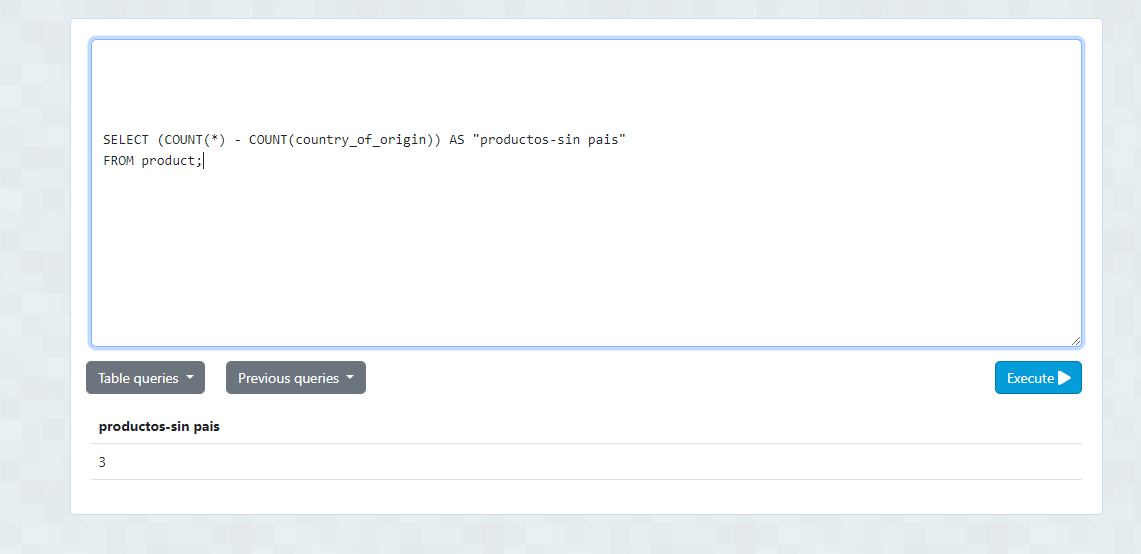 SELECT (COUNT(*) - COUNT(country_of_origin)) AS "productos-sin pais"
FROM product;
Table queries
Previous queries
Execute
productos-sin pais
3